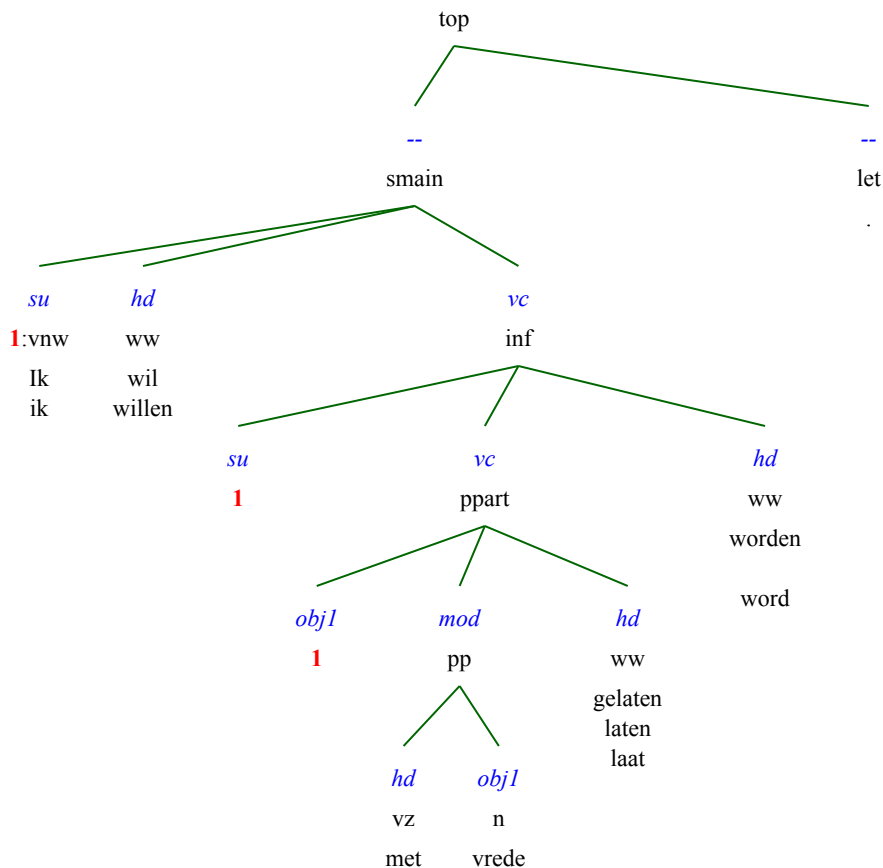 top
-- --
smain let
.
su hd vc
1:vnw ww inf
Ik wil
ik willen
su vc hd
1 ppart ww
worden
word
obj1 mod hd
1 pp ww
gelaten
laten
laat
hd obj1
vz n
met vrede